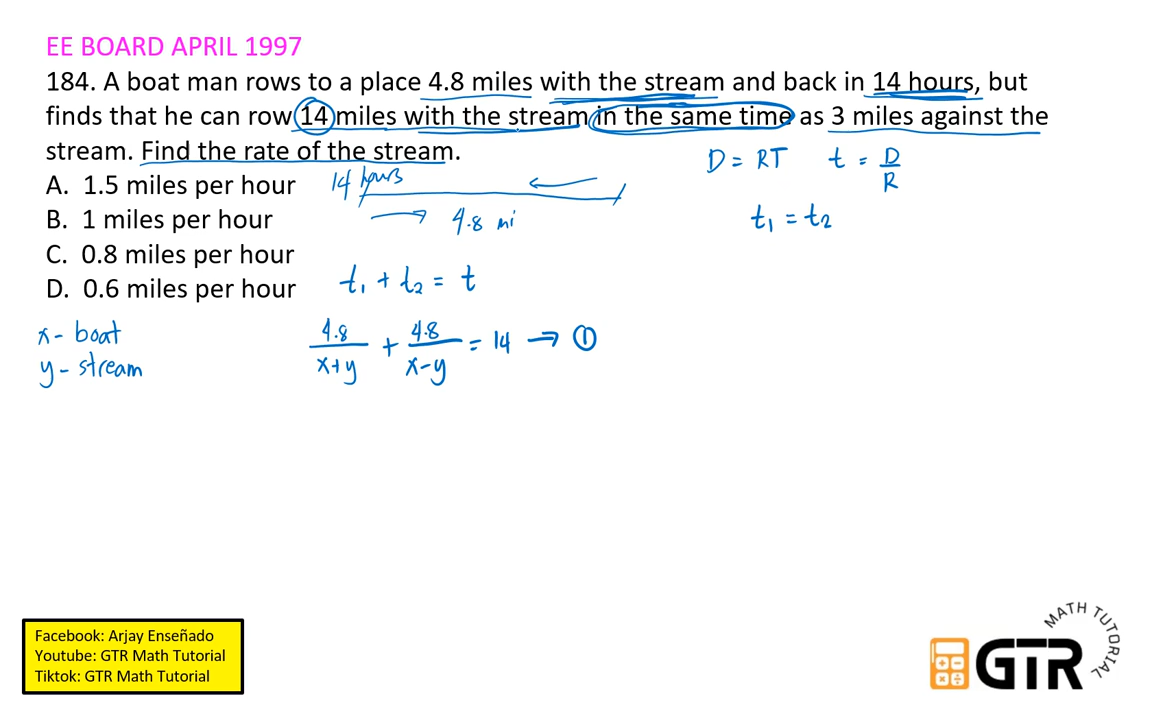 EE BOARD APRIL 1997
184. A boat man rows to a place 4.8 miles with the stream and back in 14 hours, but
finds that he can row 14 miles with the stream in the same time as 3 miles against the
stream. Find the rate of the stream.
D = RT t = D/R
A. 1.5 miles per hour
14 hours
B. 1 miles per hour
4.8 mi
t₁ = t₂
C. 0.8 miles per hour
D. 0.6 miles per hour
t₁ + t₂ = t
x - boat
y - stream
4.8/(x+y) + 4.8/(x-y) = 14 → ①
Facebook: Arjay Enseñado
Youtube: GTR Math Tutorial
Tiktok: GTR Math Tutorial
GTR
MATH TUTORIAL